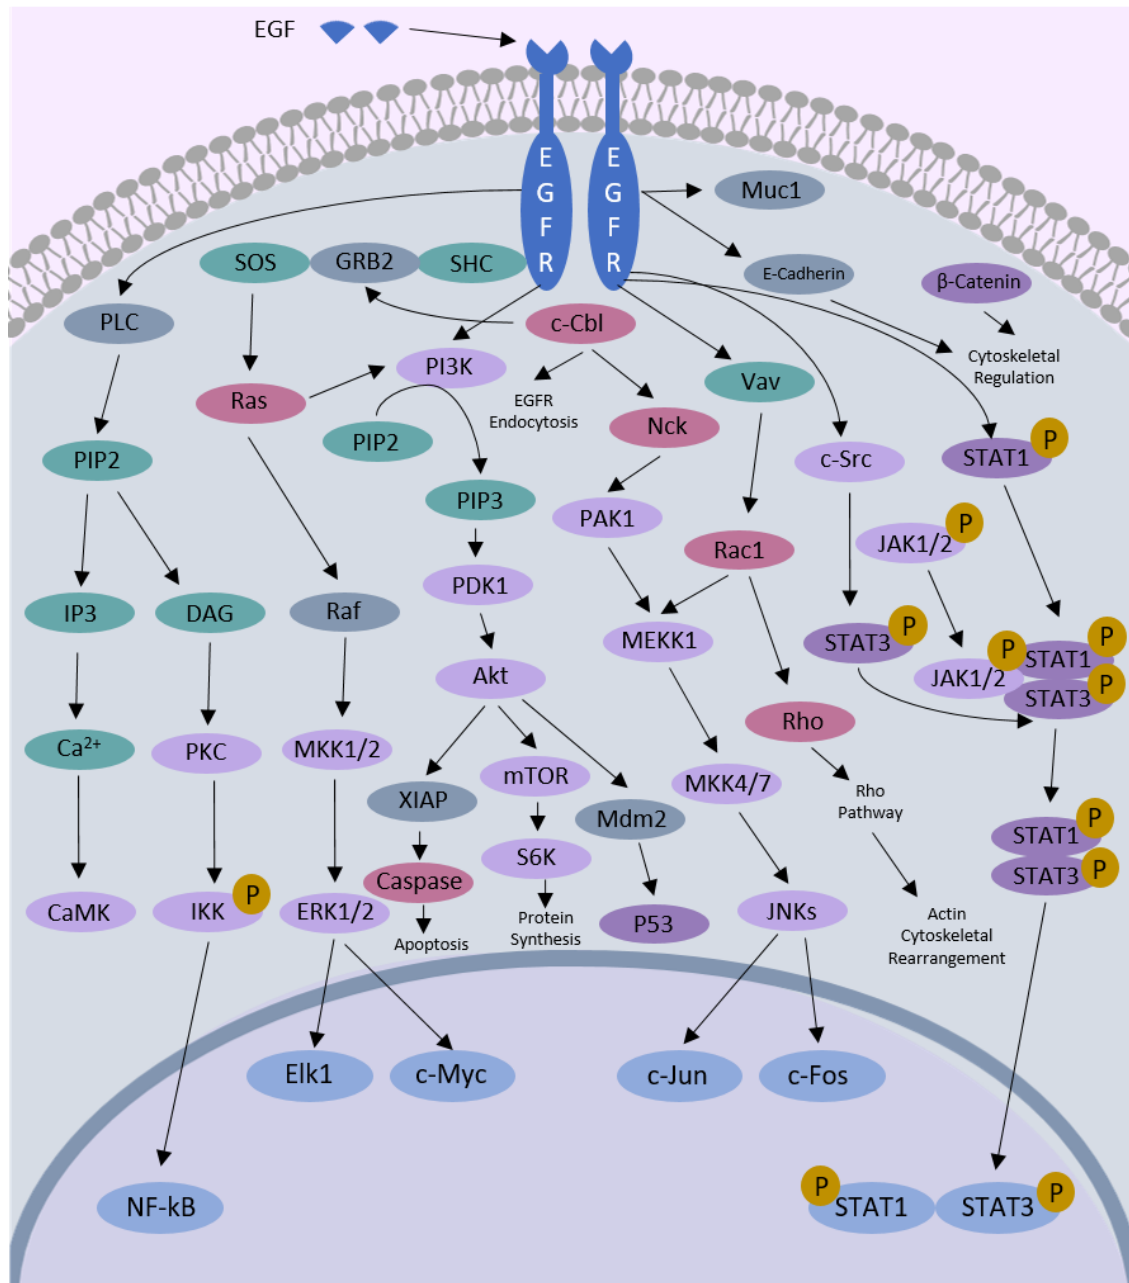 EGF
E
G
F
R
E
G
F
R
Muc1
SOS
GRB2
SHC
E-Cadherin
β-Catenin
PLC
c-Cbl
Cytoskeletal
Regulation
PI3K
Vav
Ras
EGFR
Endocytosis
Nck
PIP2
PIP2
c-Src
STAT1
P
PIP3
PAK1
JAK1/2
P
Rac1
PDK1
IP3
DAG
Raf
MEKK1
STAT3
P
P
STAT1
P
JAK1/2
STAT3
P
Akt
Rho
Ca²⁺
PKC
MKK1/2
mTOR
MKK4/7
Rho
Pathway
XIAP
Mdm2
STAT1
P
S6K
STAT3
P
Caspase
CaMK
IKK
P
ERK1/2
Protein
Synthesis
P53
JNKs
Actin
Cytoskeletal
Rearrangement
Apoptosis
Elk1
c-Myc
c-Jun
c-Fos
NF-kB
P
STAT1
STAT3
P